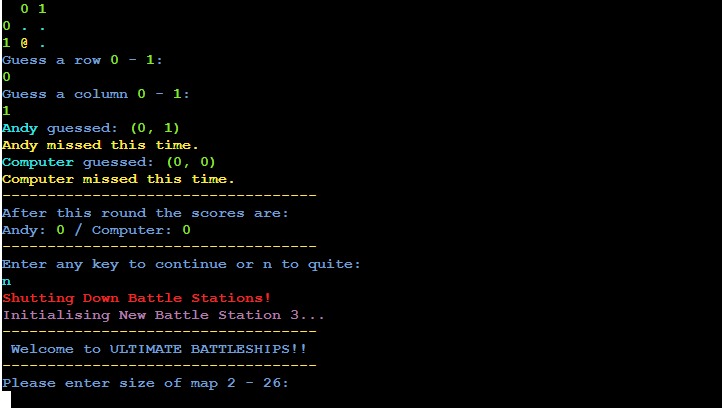 0 1
0 . .
1 @ .
Guess a row 0 - 1:
0
Guess a column 0 - 1:
1
Andy guessed: (0, 1)
Andy missed this time.
Computer guessed: (0, 0)
Computer missed this time.
-----------------------------------
After this round the scores are:
Andy: 0 / Computer: 0
-----------------------------------
Enter any key to continue or n to quite:
n
Shutting Down Battle Stations!
Initialising New Battle Station 3...
-----------------------------------
 Welcome to ULTIMATE BATTLESHIPS!!
-----------------------------------
Please enter size of map 2 - 26: